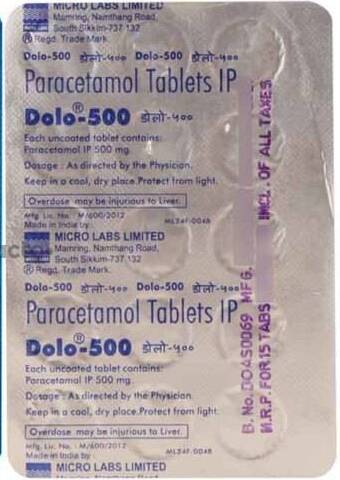 MICRO LABS LIMITED
Mamring, Namthang Road,
South Sikkim-737 132
® Regd. Trade Mark.
Dolo-500 डोलो-५०० Dolo-500 डोलो-५००
Paracetamol Tablets IP
Dolo®-500 डोलो-५००
Each uncoated tablet contains:
Paracetamol IP 500 mg.
Dosage : As directed by the Physician.
Keep in a cool, dry place. Protect from light.
Overdose may be injurious to Liver.
Mfg. Lic. No. : M/600/2012
Made in India by : ML24F-0048
MICRO LABS LIMITED
Mamring, Namthang Road,
South Sikkim-737 132
® Regd. Trade Mark.
Dolo-500 डोलो-५०० Dolo-500 डोलो-५००
Paracetamol Tablets IP
Dolo®-500 डोलो-५००
Each uncoated tablet contains:
Paracetamol IP 500 mg.
Dosage : As directed by the Physician.
Keep in a cool, dry place. Protect from light.
Overdose may be injurious to Liver.
Mfg. Lic. No. : M/600/2012
Made in India by : ML24F-0048
MICRO LABS LIMITED
Mamring, Namthang Road,
B. No. DOAS0069 MFG.
M.R.P. FOR 15 TABS INCL. OF ALL TAXES